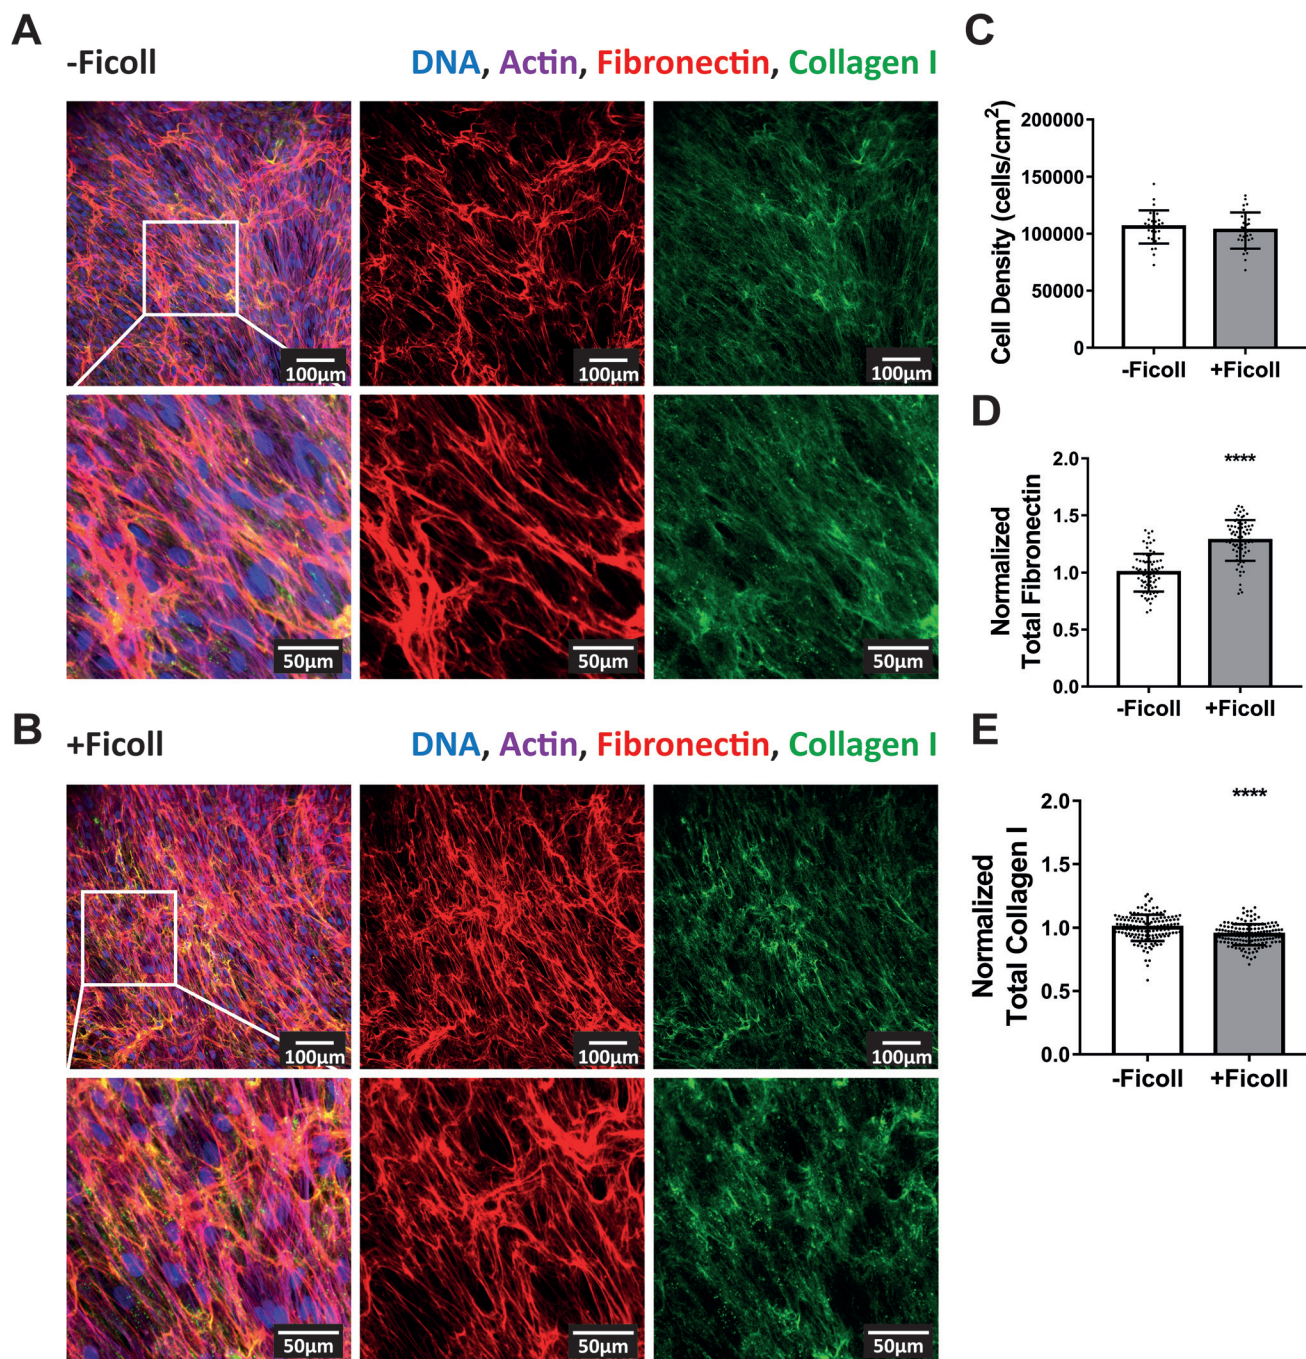 A
-Ficoll
DNA, Actin, Fibronectin, Collagen I
100µm
100µm
100µm
50µm
50µm
50µm
B
+Ficoll
DNA, Actin, Fibronectin, Collagen I
100µm
100µm
100µm
50µm
50µm
50µm
C
Cell Density (cells/cm²)
200000
150000
100000
50000
0
-Ficoll
+Ficoll
D
Normalized
Total Fibronectin
2.0
1.5
1.0
0.5
0.0
****
-Ficoll
+Ficoll
E
Normalized
Total Collagen I
2.0
1.5
1.0
0.5
0.0
****
-Ficoll
+Ficoll